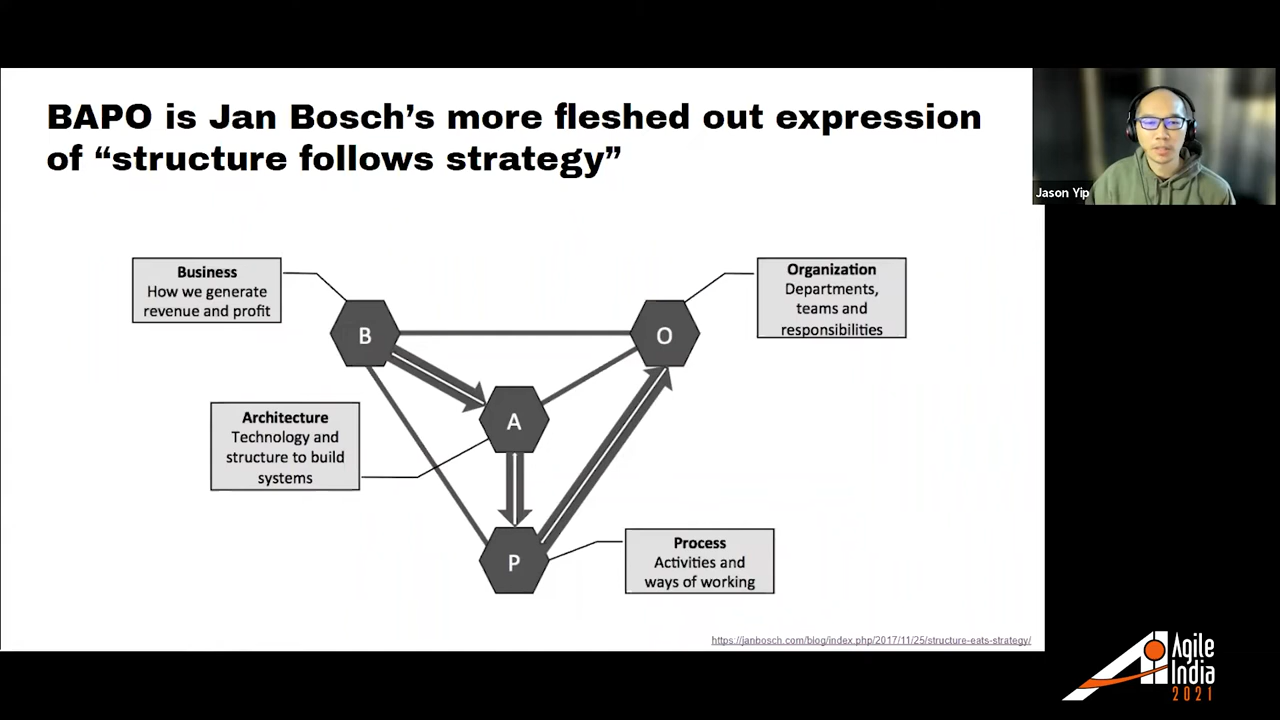 BAPO is Jan Bosch’s more fleshed out expression
of “structure follows strategy”
Jason Yip
Business
How we generate
revenue and profit
Organization
Departments,
teams and
responsibilities
B
O
A
Architecture
Technology and
structure to build
systems
P
Process
Activities and
ways of working
https://janbosch.com/blog/index.php/2017/11/25/structure-eats-strategy/
Agile
India
2021